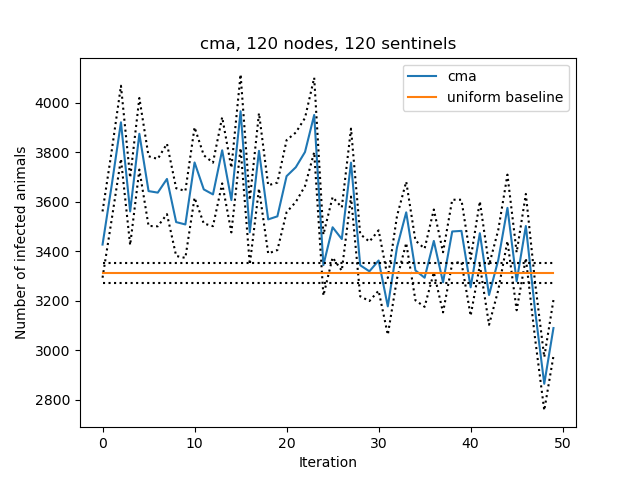 cma, 120 nodes, 120 sentinels
cma
uniform baseline
Number of infected animals
4000
3800
3600
3400
3200
3000
2800
0 10 20 30 40 50
Iteration